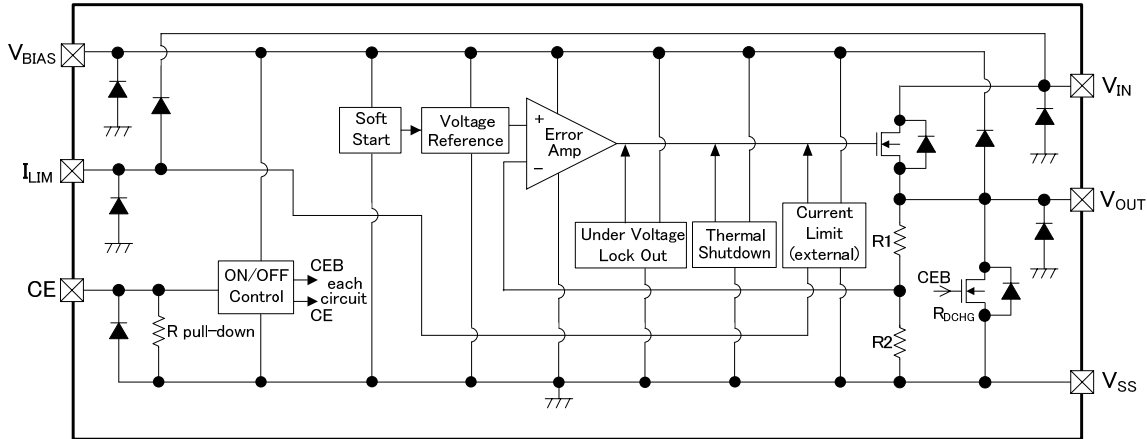 VBIAS
VIN
Soft
Start
Voltage
Reference
+
Error
Amp
−
ILIM
VOUT
Under Voltage
Lock Out
Thermal
Shutdown
Current
Limit
(external)
R1
CE
ON/OFF
Control
CEB
each
circuit
CE
CEB
RDCHG
R pull-down
R2
VSS